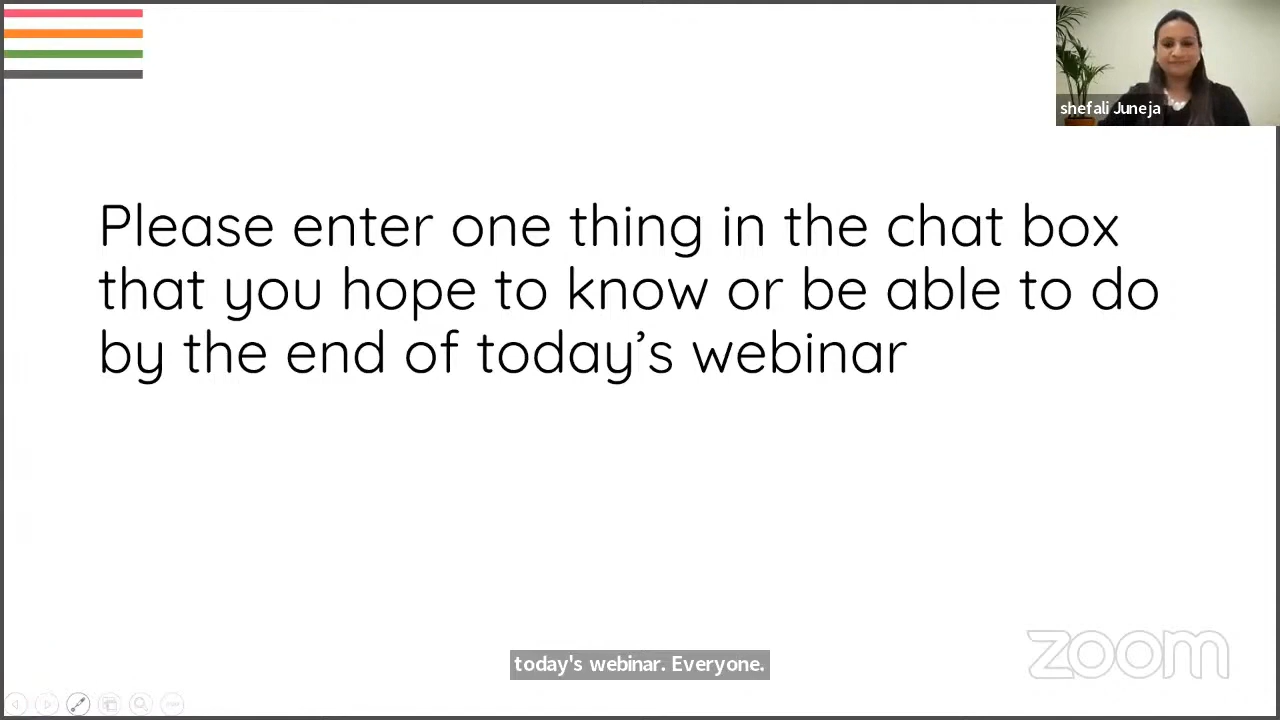 shefali Juneja
Please enter one thing in the chat box
that you hope to know or be able to do
by the end of today’s webinar
today's webinar. Everyone.
zoom